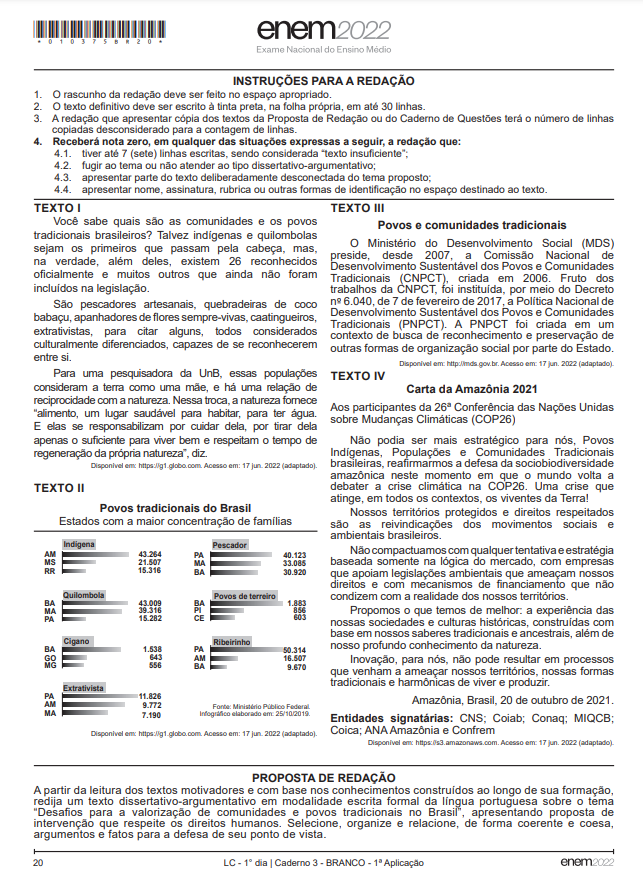 *010375BR20*
enem2022
Exame Nacional do Ensino Médio
INSTRUÇÕES PARA A REDAÇÃO
1. O rascunho da redação deve ser feito no espaço apropriado.
2. O texto definitivo deve ser escrito à tinta preta, na folha própria, em até 30 linhas.
3. A redação que apresentar cópia dos textos da Proposta de Redação ou do Caderno de Questões terá o número de linhas
copiadas desconsiderado para a contagem de linhas.
4. Receberá nota zero, em qualquer das situações expressas a seguir, a redação que:
4.1. tiver até 7 (sete) linhas escritas, sendo considerada “texto insuficiente”;
4.2. fugir ao tema ou não atender ao tipo dissertativo-argumentativo;
4.3. apresentar parte do texto deliberadamente desconectada do tema proposto;
4.4. apresentar nome, assinatura, rubrica ou outras formas de identificação no espaço destinado ao texto.
TEXTO I
Você sabe quais são as comunidades e os povos
tradicionais brasileiros? Talvez indígenas e quilombolas
sejam os primeiros que passam pela cabeça, mas,
na verdade, além deles, existem 26 reconhecidos
oficialmente e muitos outros que ainda não foram
incluídos na legislação.
São pescadores artesanais, quebradeiras de coco
babaçu, apanhadores de flores sempre-vivas, caatingueiros,
extrativistas, para citar alguns, todos considerados
culturalmente diferenciados, capazes de se reconhecerem
entre si.
Para uma pesquisadora da UnB, essas populações
consideram a terra como uma mãe, e há uma relação de
reciprocidade com a natureza. Nessa troca, a natureza fornece
“alimento, um lugar saudável para habitar, para ter água.
E elas se responsabilizam por cuidar dela, por tirar dela
apenas o suficiente para viver bem e respeitam o tempo de
regeneração da própria natureza”, diz.
Disponível em: https://g1.globo.com. Acesso em: 17 jun. 2022 (adaptado).
TEXTO II
Povos tradicionais do Brasil
Estados com a maior concentração de famílias
Indígena
AM 43.264
MS 21.507
RR 15.316
Pescador
PA 40.123
MA 33.085
BA 30.920
Quilombola
BA 43.009
MA 39.316
PA 15.282
Povos de terreiro
BA 1.883
PI 856
CE 603
Cigano
BA 1.538
GO 643
MG 556
Ribeirinho
PA 50.314
AM 16.507
BA 9.670
Extrativista
PA 11.826
AM 9.772
MA 7.190
Fonte: Ministério Público Federal.
Infográfico elaborado em: 25/10/2019.
Disponível em: https://g1.globo.com. Acesso em: 17 jun. 2022 (adaptado).
TEXTO III
Povos e comunidades tradicionais
O Ministério do Desenvolvimento Social (MDS)
preside, desde 2007, a Comissão Nacional de
Desenvolvimento Sustentável dos Povos e Comunidades
Tradicionais (CNPCT), criada em 2006. Fruto dos
trabalhos da CNPCT, foi instituída, por meio do Decreto
nº 6.040, de 7 de fevereiro de 2017, a Política Nacional de
Desenvolvimento Sustentável dos Povos e Comunidades
Tradicionais (PNPCT). A PNPCT foi criada em um
contexto de busca de reconhecimento e preservação de
outras formas de organização social por parte do Estado.
Disponível em: http://mds.gov.br. Acesso em: 17 jun. 2022 (adaptado).
TEXTO IV
Carta da Amazônia 2021
Aos participantes da 26ª Conferência das Nações Unidas
sobre Mudanças Climáticas (COP26)
Não podia ser mais estratégico para nós, Povos
Indígenas, Populações e Comunidades Tradicionais
brasileiras, reafirmarmos a defesa da sociobiodiversidade
amazônica neste momento em que o mundo volta a
debater a crise climática na COP26. Uma crise que
atinge, em todos os contextos, os viventes da Terra!
Nossos territórios protegidos e direitos respeitados
são as reivindicações dos movimentos sociais e
ambientais brasileiros.
Não compactuamos com qualquer tentativa e estratégia
baseada somente na lógica do mercado, com empresas
que apoiam legislações ambientais que ameaçam nossos
direitos e com mecanismos de financiamento que não
condizem com a realidade dos nossos territórios.
Propomos o que temos de melhor: a experiência das
nossas sociedades e culturas históricas, construídas com
base em nossos saberes tradicionais e ancestrais, além de
nosso profundo conhecimento da natureza.
Inovação, para nós, não pode resultar em processos
que venham a ameaçar nossos territórios, nossas formas
tradicionais e harmônicas de viver e produzir.
Amazônia, Brasil, 20 de outubro de 2021.
Entidades signatárias: CNS; Coiab; Conaq; MIQCB;
Coica; ANA Amazônia e Confrem
Disponível em: https://s3.amazonaws.com. Acesso em: 17 jun. 2022 (adaptado).
PROPOSTA DE REDAÇÃO
A partir da leitura dos textos motivadores e com base nos conhecimentos construídos ao longo de sua formação,
redija um texto dissertativo-argumentativo em modalidade escrita formal da língua portuguesa sobre o tema
“Desafios para a valorização de comunidades e povos tradicionais no Brasil”, apresentando proposta de
intervenção que respeite os direitos humanos. Selecione, organize e relacione, de forma coerente e coesa,
argumentos e fatos para a defesa de seu ponto de vista.
20 LC - 1° dia | Caderno 3 - BRANCO - 1ª Aplicação enem2022